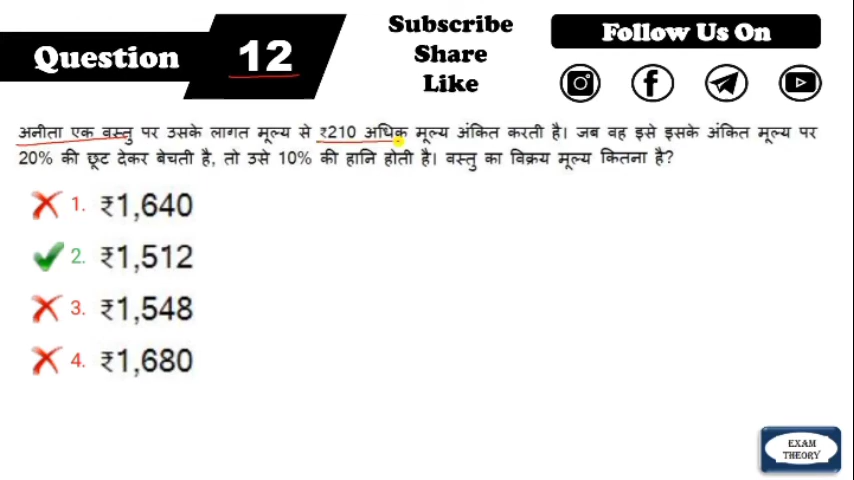 Question 12
Subscribe
Share
Like
Follow Us On
अनीता एक वस्तु पर उसके लागत मूल्य से ₹210 अधिक मूल्य अंकित करती है। जब वह इसे इसके अंकित मूल्य पर
20% की छूट देकर बेचती है, तो उसे 10% की हानि होती है। वस्तु का विक्रय मूल्य कितना है?
1. ₹1,640
2. ₹1,512
3. ₹1,548
4. ₹1,680
EXAM
THEORY